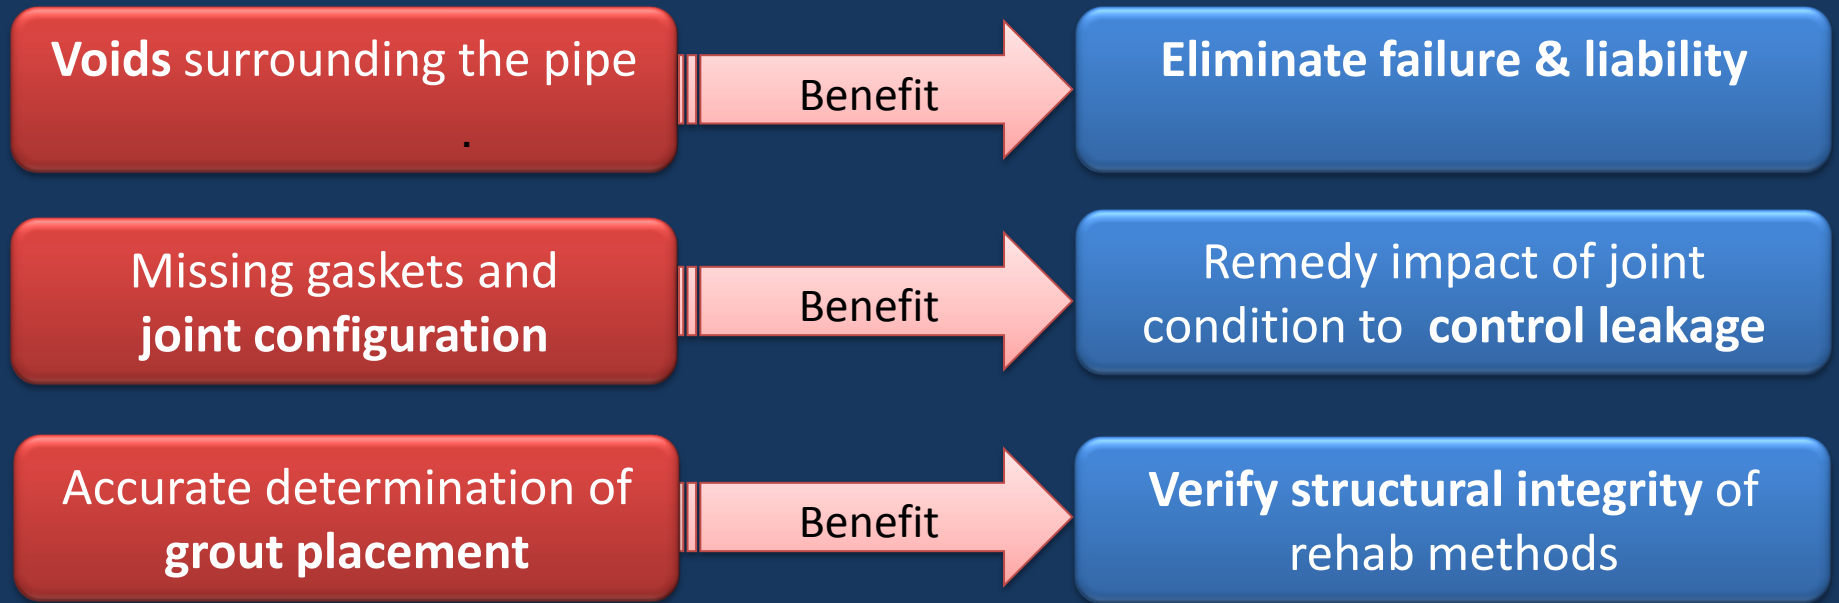 Voids surrounding the pipe
.
Benefit
Eliminate failure & liability
Missing gaskets and
joint configuration
Benefit
Remedy impact of joint
condition to control leakage
Accurate determination of
grout placement
Benefit
Verify structural integrity of
rehab methods